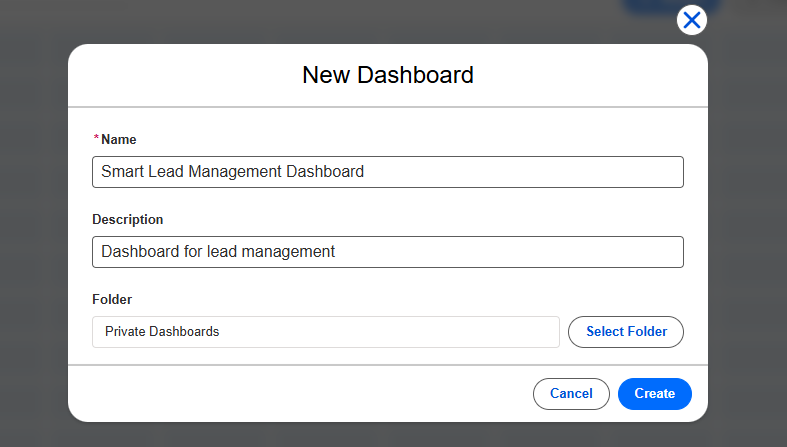 New Dashboard
*Name
Smart Lead Management Dashboard
Description
Dashboard for lead management
Folder
Private Dashboards
Select Folder
Cancel
Create